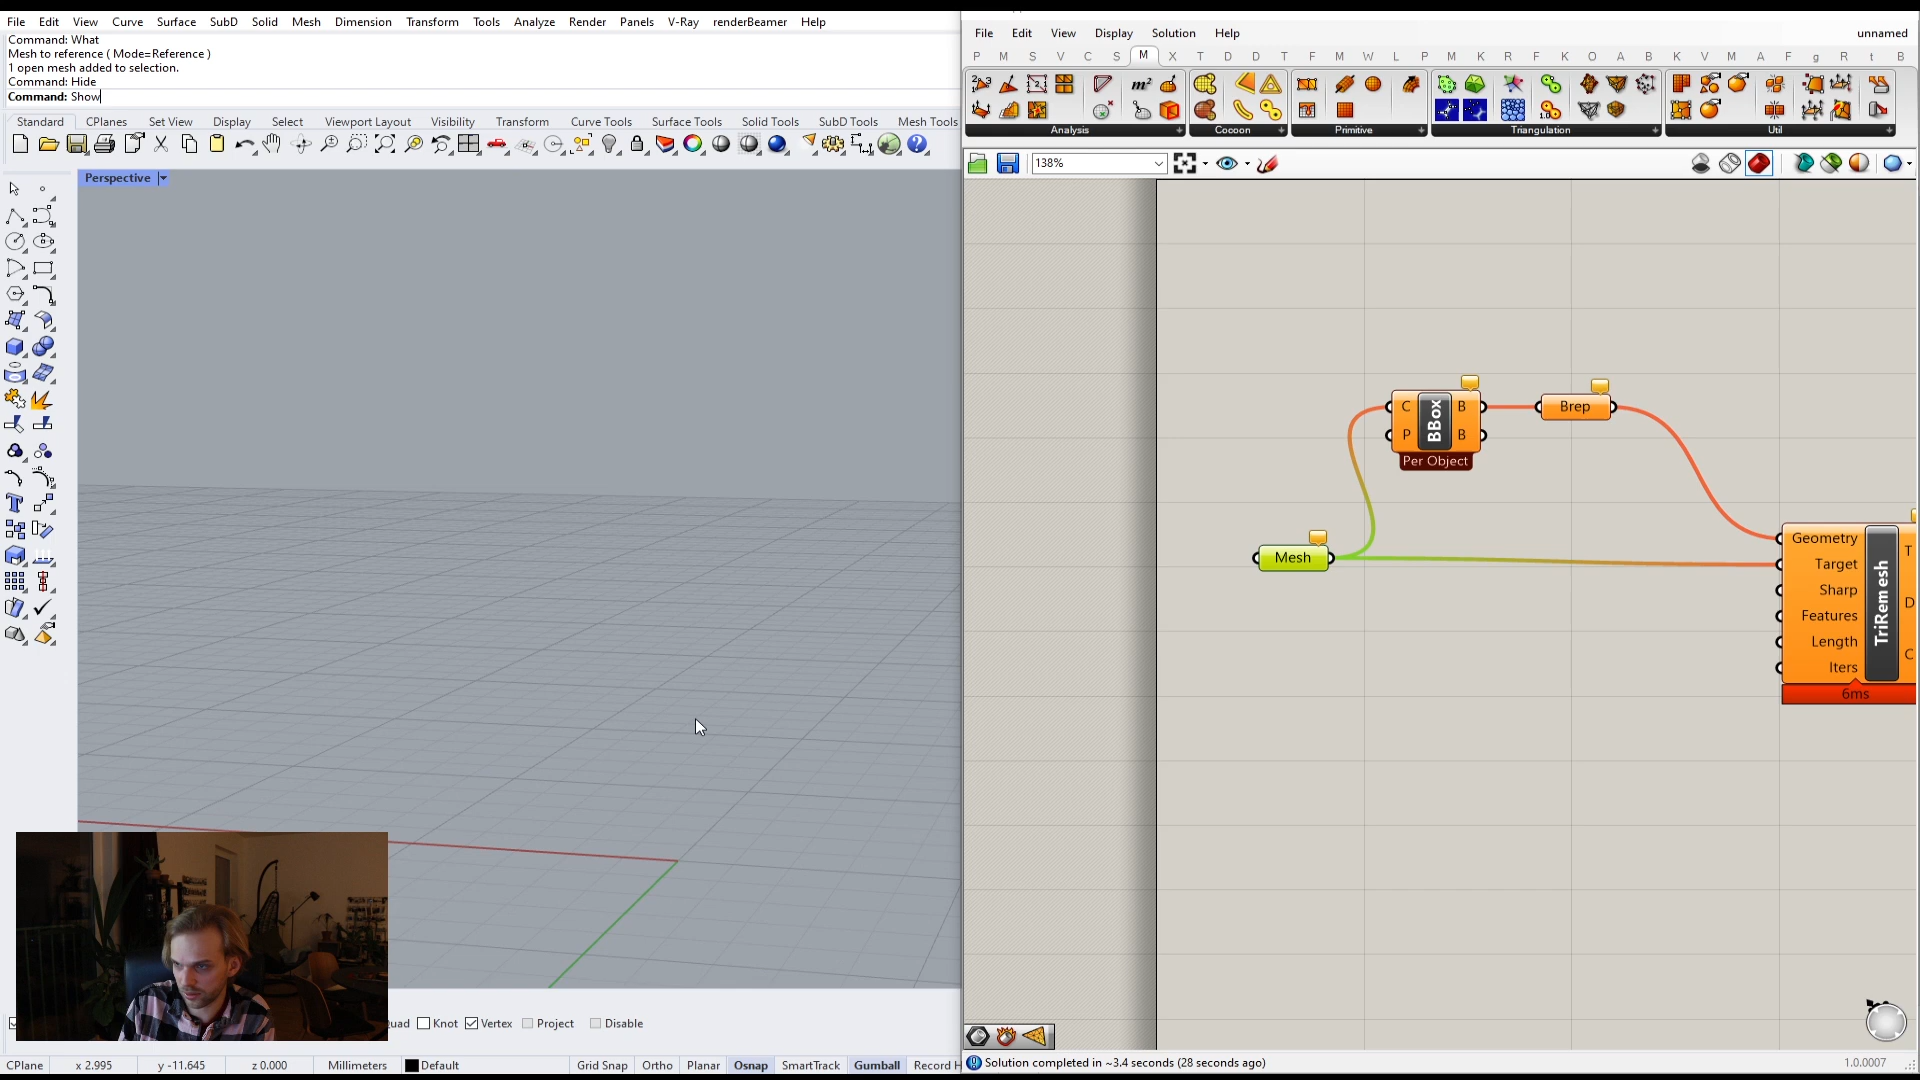 File Edit View Curve Surface SubD Solid Mesh Dimension Transform Tools Analyze Render Panels V-Ray renderBeamer Help
Command: What
Mesh to reference ( Mode=Reference )
1 open mesh added to selection.
Command: Hide
Command: Show
Standard CPlanes Set View Display Select Viewport Layout Visibility Transform Curve Tools Surface Tools Solid Tools SubD Tools Mesh Tools
Perspective
File Edit View Display Solution Help
unnamed
P M S V C S M X T D D T F M W L P M K R F K O A B K V M A F g R t B
Analysis Cocoon Primitive Triangulation Util
138%
C BBox B
P B
Per Object
Brep
Mesh
Geometry
Target
Sharp
Features
Length
Iters
TriRemesh
T
D
C
6ms
uad Knot Vertex Project Disable
CPlane x 2.995 y -11.645 z 0.000 Millimeters Default Grid Snap Ortho Planar Osnap SmartTrack Gumball Record H
Solution completed in ~3.4 seconds (28 seconds ago)
1.0.0007